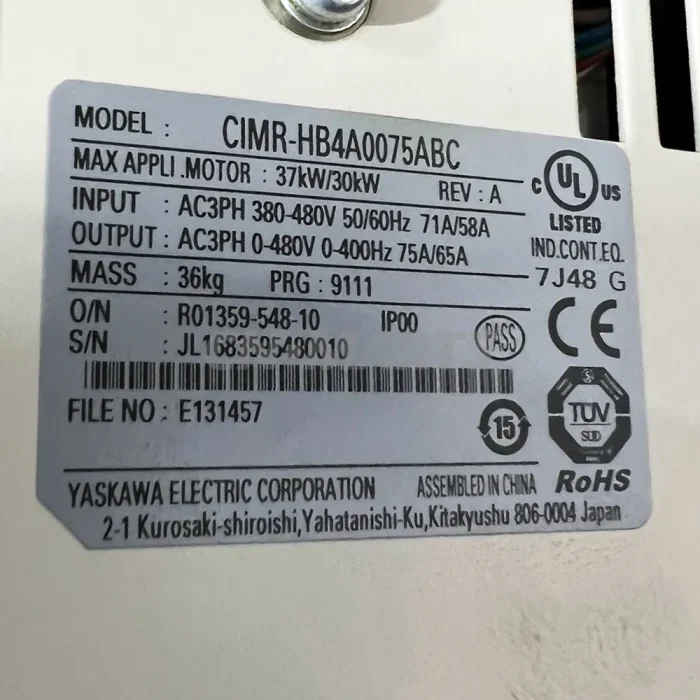 MODEL : CIMR-HB4A0075ABC
MAX APPLI.MOTOR : 37kW/30kW REV : A
INPUT : AC3PH 380-480V 50/60Hz 71A/58A
OUTPUT : AC3PH 0-480V 0-400Hz 75A/65A
MASS : 36kg PRG : 9111
O/N : R01359-548-10 IP00
S/N : JL1683595480010
FILE NO : E131457
YASKAWA ELECTRIC CORPORATION ASSEMBLED IN CHINA
2-1 Kurosaki-shiroishi,Yahatanishi-Ku,Kitakyushu 806-0004 Japan
C UL US
LISTED
IND.CONT.EQ.
7J48 G
PASS
CE
15
TUV
SUD
RoHS